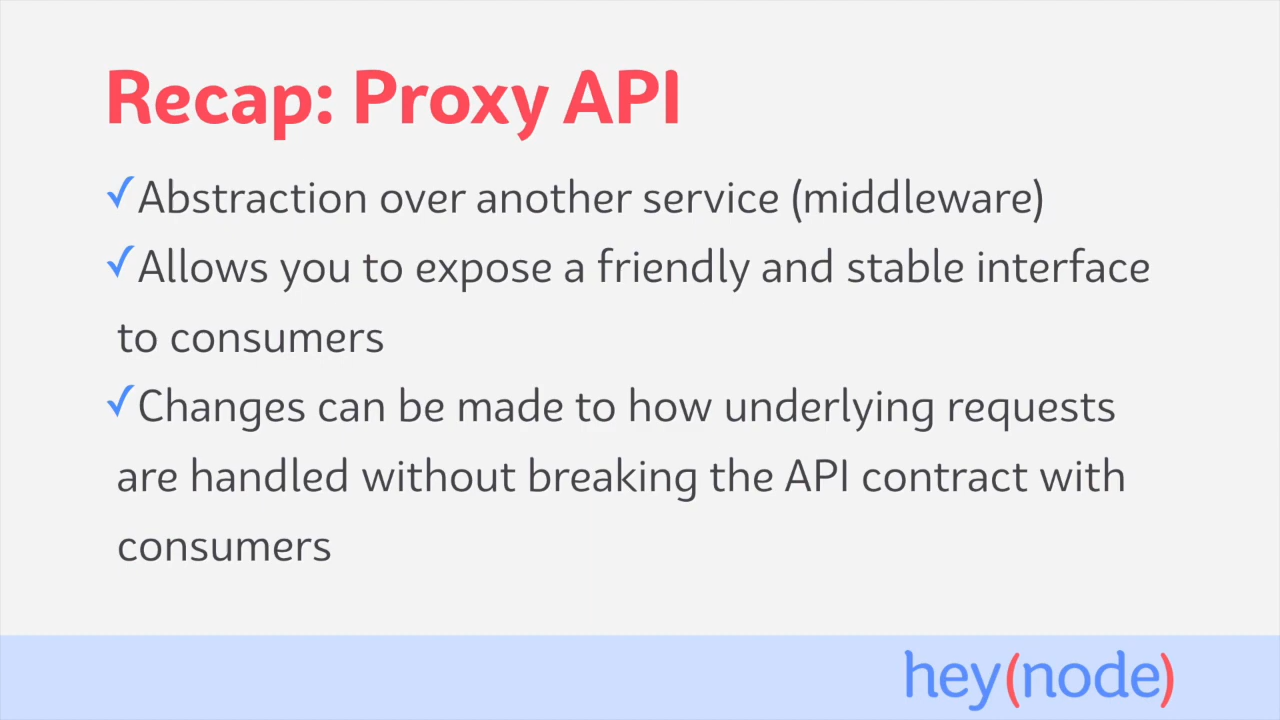 Recap: Proxy API
✓Abstraction over another service (middleware)
✓Allows you to expose a friendly and stable interface
to consumers
✓Changes can be made to how underlying requests
are handled without breaking the API contract with
consumers
hey(node)